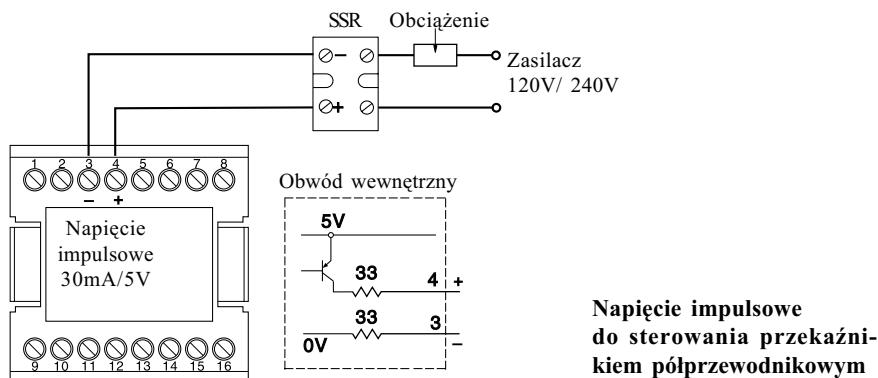 SSR Obciążenie
Zasilacz
120V/ 240V
−
+
1 2 3 4 5 6 7 8
− +
Napięcie
impulsowe
30mA/5V
9 10 11 12 13 14 15 16
Obwód wewnętrzny
5V
33 4 +
33 3 −
0V
Napięcie impulsowe
do sterowania przekaźni-
kiem półprzewodnikowym